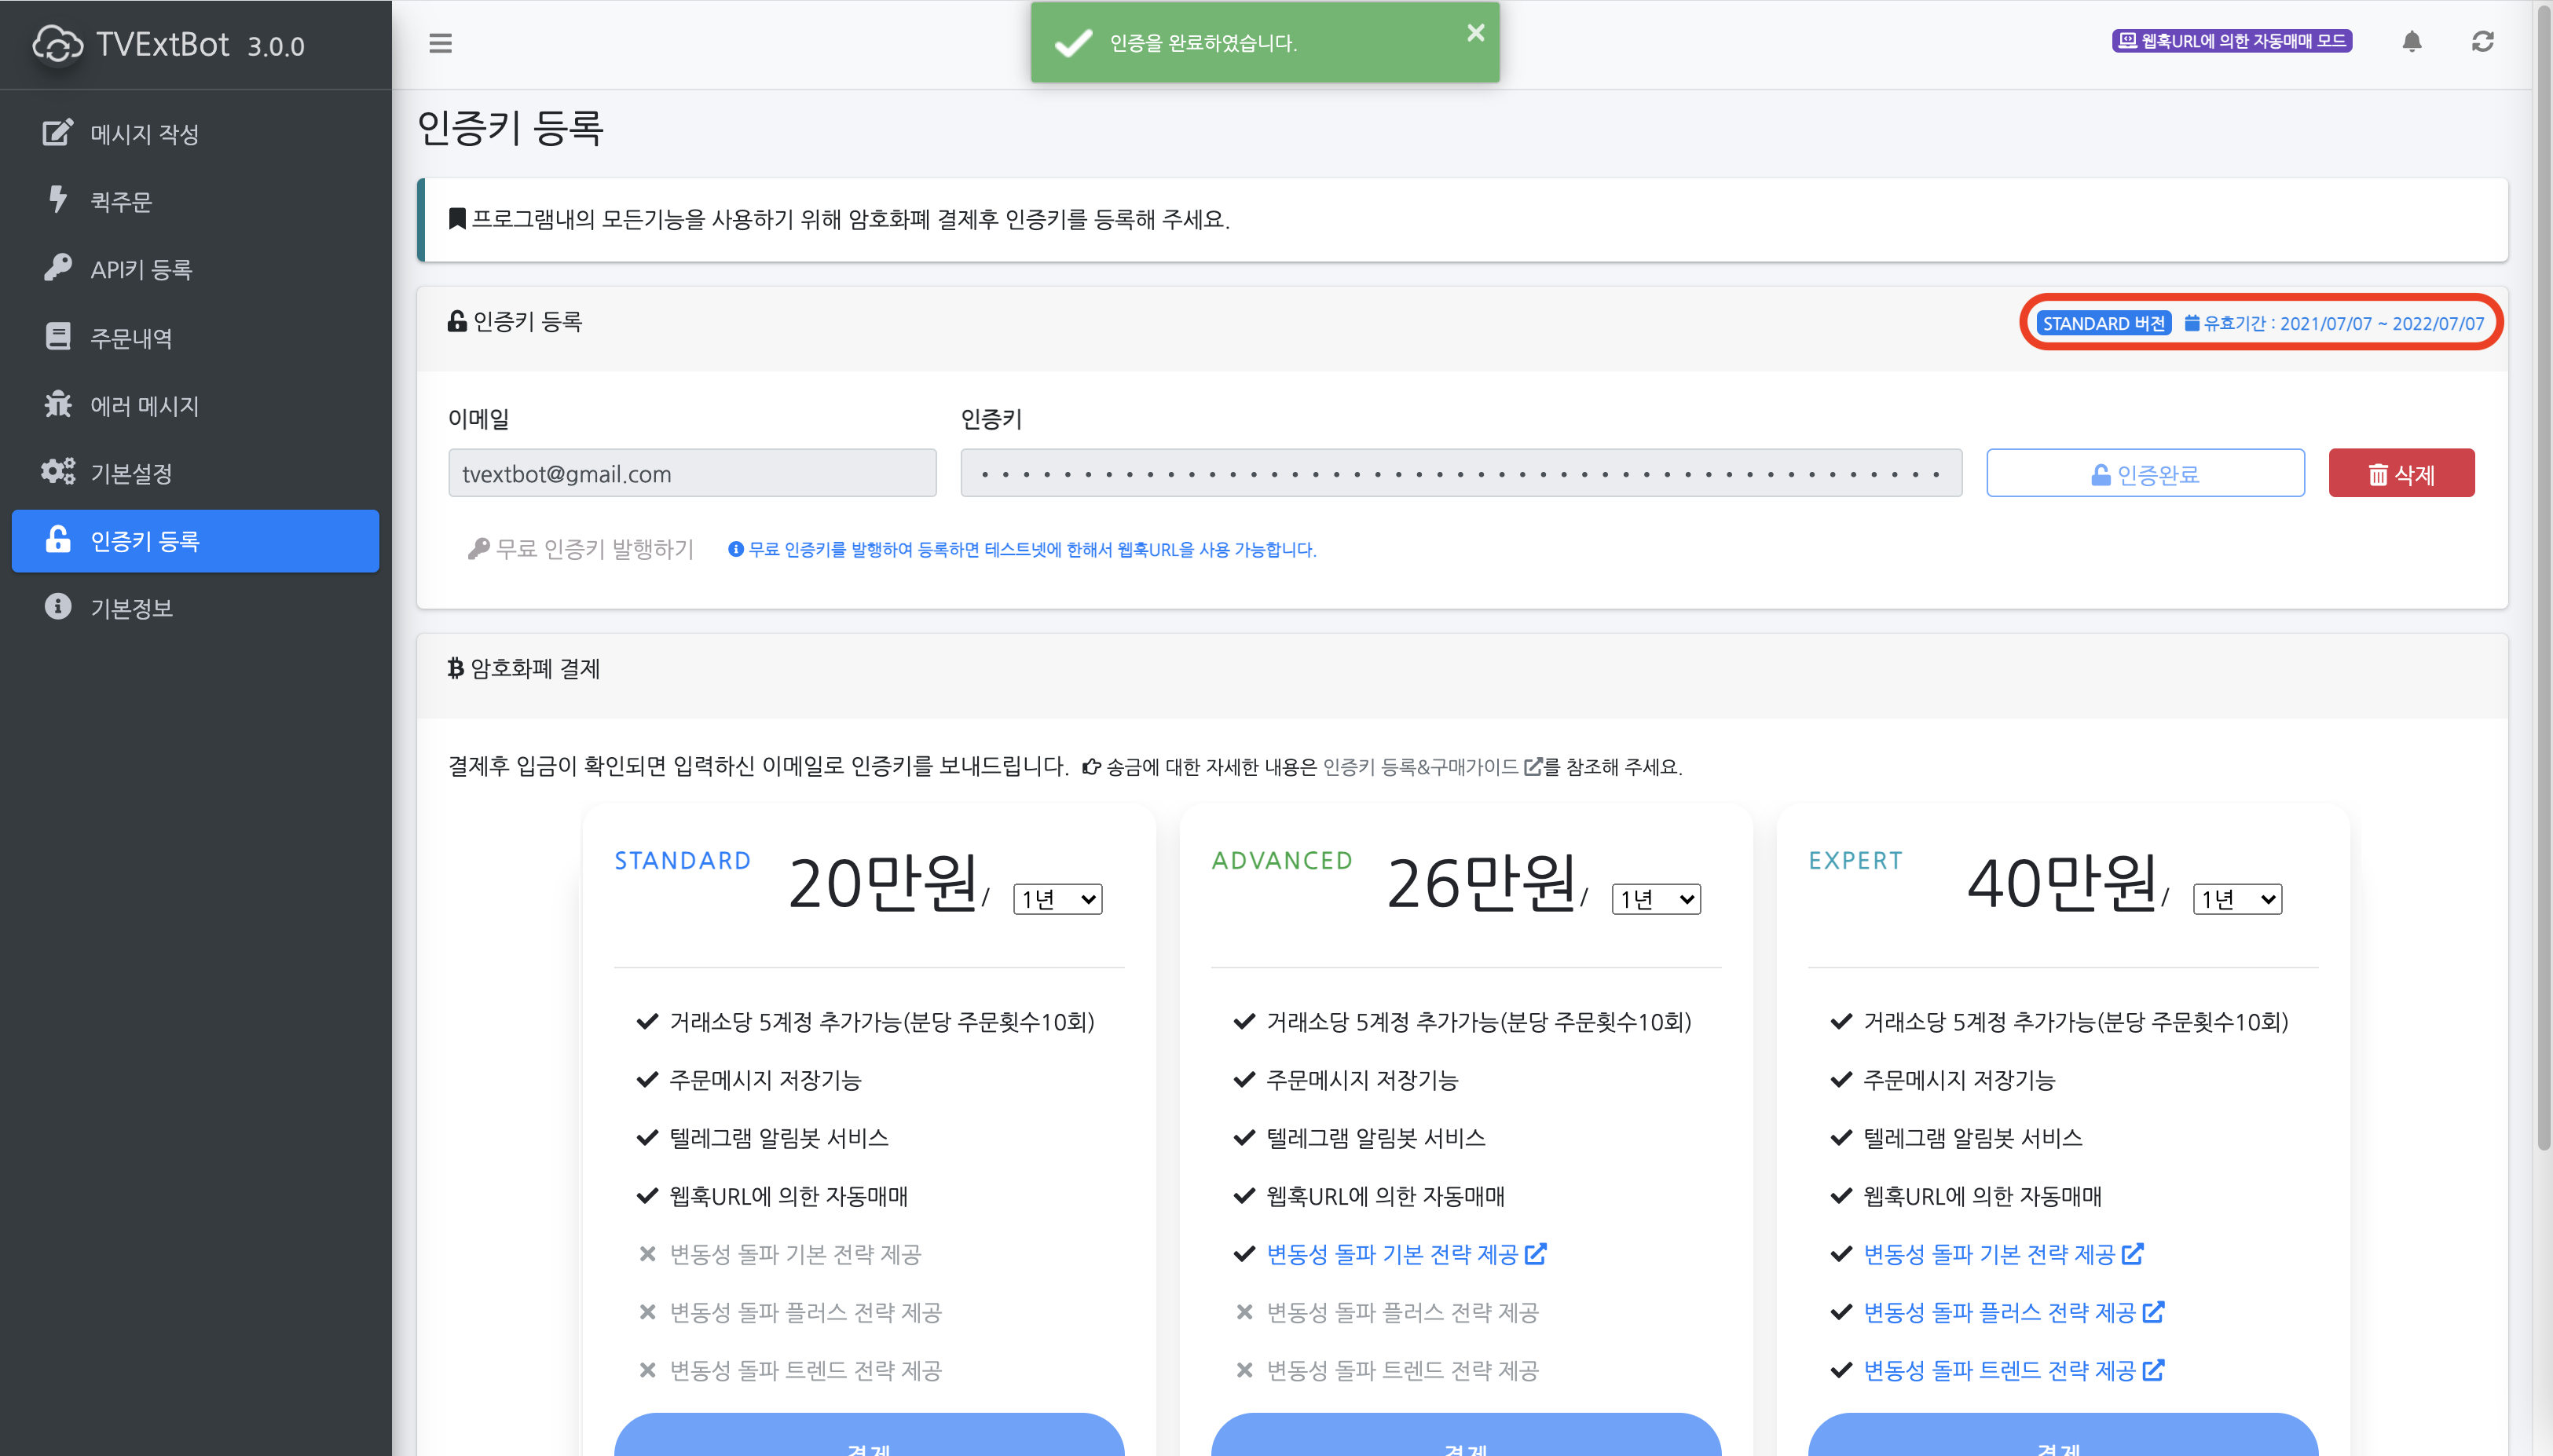 TVExtBot 3.0.0
인증을 완료하였습니다.
웹훅URL에 의한 자동매매 모드
메시지 작성
퀵주문
API키 등록
주문내역
에러 메시지
기본설정
인증키 등록
기본정보
인증키 등록
프로그램내의 모든기능을 사용하기 위해 암호화폐 결제후 인증키를 등록해 주세요.
인증키 등록
STANDARD 버전 유효기간 : 2021/07/07 ~ 2022/07/07
이메일 인증키
tvextbot@gmail.com
인증완료 삭제
무료 인증키 발행하기 무료 인증키를 발행하여 등록하면 테스트넷에 한해서 웹훅URL을 사용 가능합니다.
암호화폐 결제
결제후 입금이 확인되면 입력하신 이메일로 인증키를 보내드립니다. 송금에 대한 자세한 내용은 인증키 등록&구매가이드를 참조해 주세요.
STANDARD 20만원/ 1년
거래소당 5계정 추가가능(분당 주문횟수10회)
주문메시지 저장기능
텔레그램 알림봇 서비스
웹훅URL에 의한 자동매매
변동성 돌파 기본 전략 제공
변동성 돌파 플러스 전략 제공
변동성 돌파 트렌드 전략 제공
결제
ADVANCED 26만원/ 1년
거래소당 5계정 추가가능(분당 주문횟수10회)
주문메시지 저장기능
텔레그램 알림봇 서비스
웹훅URL에 의한 자동매매
변동성 돌파 기본 전략 제공
변동성 돌파 플러스 전략 제공
변동성 돌파 트렌드 전략 제공
결제
EXPERT 40만원/ 1년
거래소당 5계정 추가가능(분당 주문횟수10회)
주문메시지 저장기능
텔레그램 알림봇 서비스
웹훅URL에 의한 자동매매
변동성 돌파 기본 전략 제공
변동성 돌파 플러스 전략 제공
변동성 돌파 트렌드 전략 제공
결제